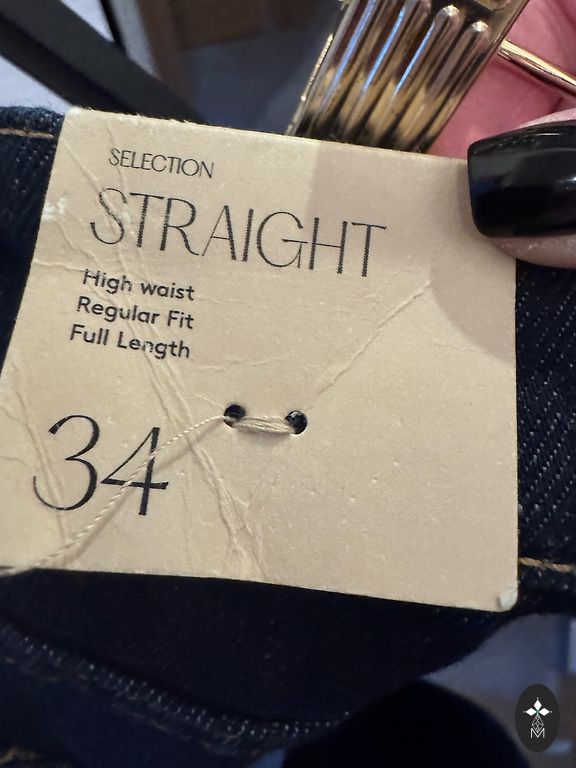 SELECTION
STRAIGHT
High waist
Regular Fit
Full Length
34
M